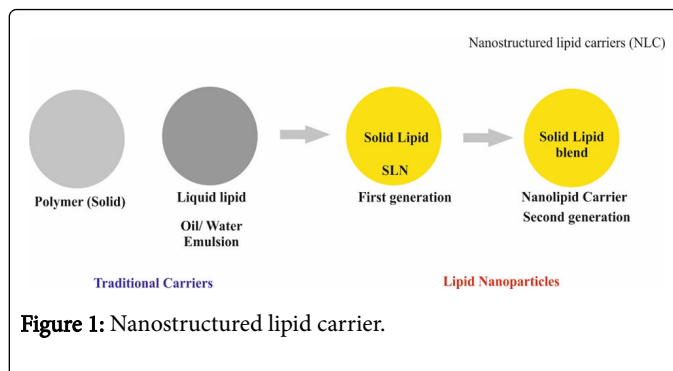 Nanostructured lipid carriers (NLC)
Polymer (Solid)
Liquid lipid
Oil/ Water
Emulsion
Solid Lipid
SLN
First generation
Solid Lipid
blend
Nanolipid Carrier
Second generation
Traditional Carriers
Lipid Nanoparticles
Figure 1: Nanostructured lipid carrier.